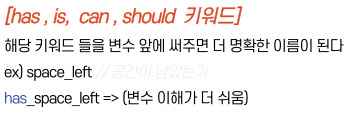 [has , is, can , should 키워드]
해당 키워드 들을 변수 앞에 써주면 더 명확한 이름이 된다
ex) space_left // 공간이 남았는가
has_space_left => (변수 이해가 더 쉬움)